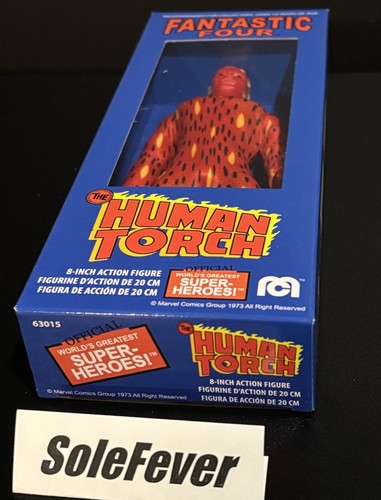 FANTASTIC
FOUR™
THE
HUMAN
TORCH
8-INCH ACTION FIGURE
FIGURINE D'ACTION DE 20 CM
FIGURA DE ACCIÓN DE 20 CM
OFFICIAL
WORLD'S GREATEST
SUPER-
HEROES!™
© Marvel Comics Group 1973 All Right Reserved
63015
OFFICIAL
WORLD'S GREATEST
SUPER-
HEROES!™
© Marvel Comics Group 1973 All Right Reserved
THE
HUMAN
TORCH
8-INCH ACTION FIGURE
FIGURINE D'ACTION DE 20 CM
FIGURA DE ACCIÓN DE 20 CM
SoleFever